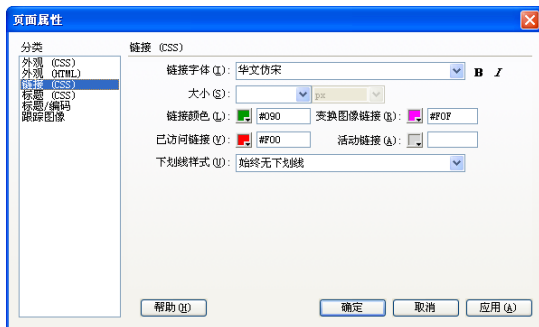 页面属性
分类
外观 (CSS)
外观 (HTML)
链接 (CSS)
标题 (CSS)
标题/编码
跟踪图像
链接 (CSS)
链接字体(I): 华文仿宋 B I
大小(S): px
链接颜色(L): #090 变换图像链接(R): #F0F
已访问链接(V): #F00 活动链接(A):
下划线样式(U): 始终无下划线
帮助(H) 确定 取消 应用(A)